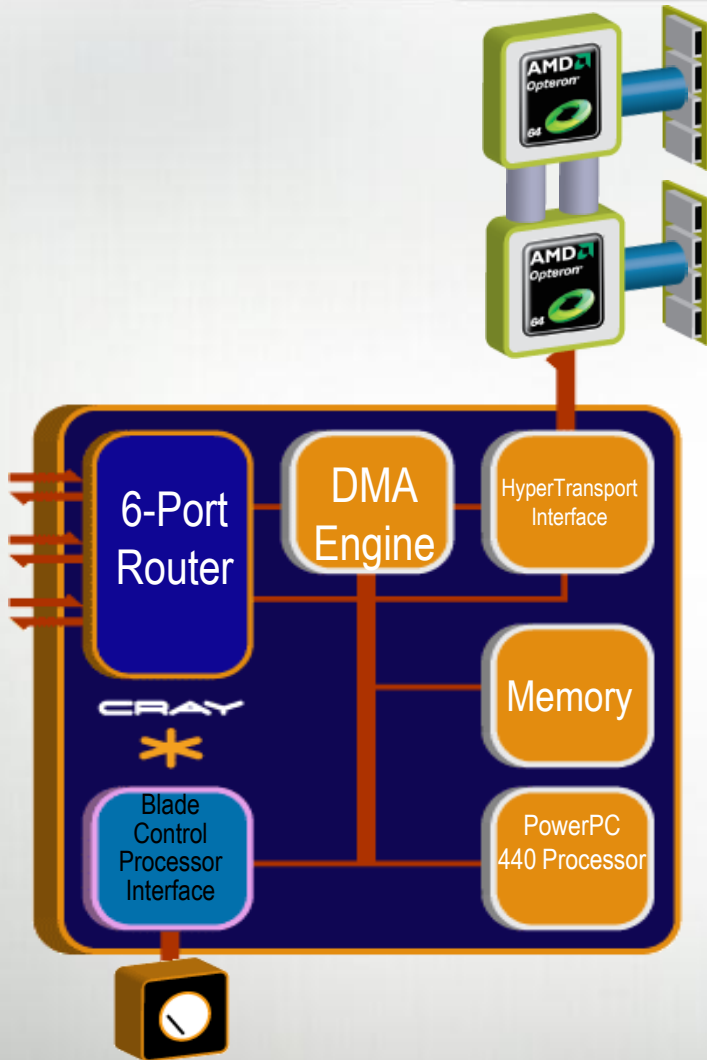 AMD
Opteron
64
AMD
Opteron
64
6-Port
Router
DMA
Engine
HyperTransport
Interface
CRAY
Memory
Blade
Control
Processor
Interface
PowerPC
440 Processor